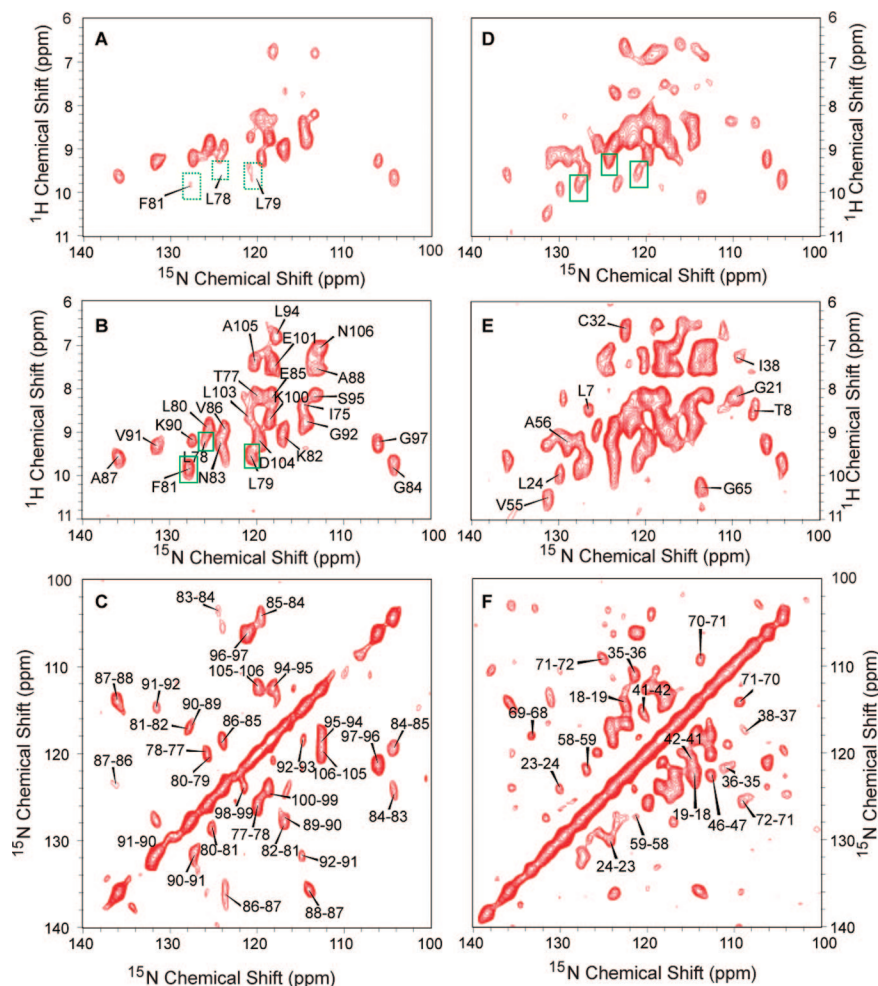 A
6
7
8
9
10
11
140
130
120
110
100
1H Chemical Shift (ppm)
15N Chemical Shift (ppm)
F81
L78
L79
D
6
7
8
9
10
11
140
130
120
110
100
1H Chemical Shift (ppm)
15N Chemical Shift (ppm)
B
6
7
8
9
10
11
140
130
120
110
100
1H Chemical Shift (ppm)
15N Chemical Shift (ppm)
L94
A105
E101
N106
T77
E85
A88
L103
K100
S95
L80
V86
I75
K90
G92
V91
L78
G97
A87
N83
D104
K82
F81
L79
G84
E
6
7
8
9
10
11
140
130
120
110
100
1H Chemical Shift (ppm)
15N Chemical Shift (ppm)
C32
I38
L7
G21
T8
A56
L24
V55
G65
C
100
110
120
130
140
140
130
120
110
100
15N Chemical Shift (ppm)
15N Chemical Shift (ppm)
83-84
85-84
96-97
105-106
94-95
87-88
91-92
90-89
81-82
86-85
95-94
84-85
78-77
97-96
87-86
80-79
92-93
106-105
100-99
84-83
98-99
77-78
89-90
91-90
80-81
82-81
90-91
92-91
86-87
88-87
F
100
110
120
130
140
140
130
120
110
100
15N Chemical Shift (ppm)
15N Chemical Shift (ppm)
70-71
35-36
71-72
18-19
41-42
71-70
69-68
38-37
58-59
42-41
23-24
36-35
19-18
46-47
72-71
59-58
24-23